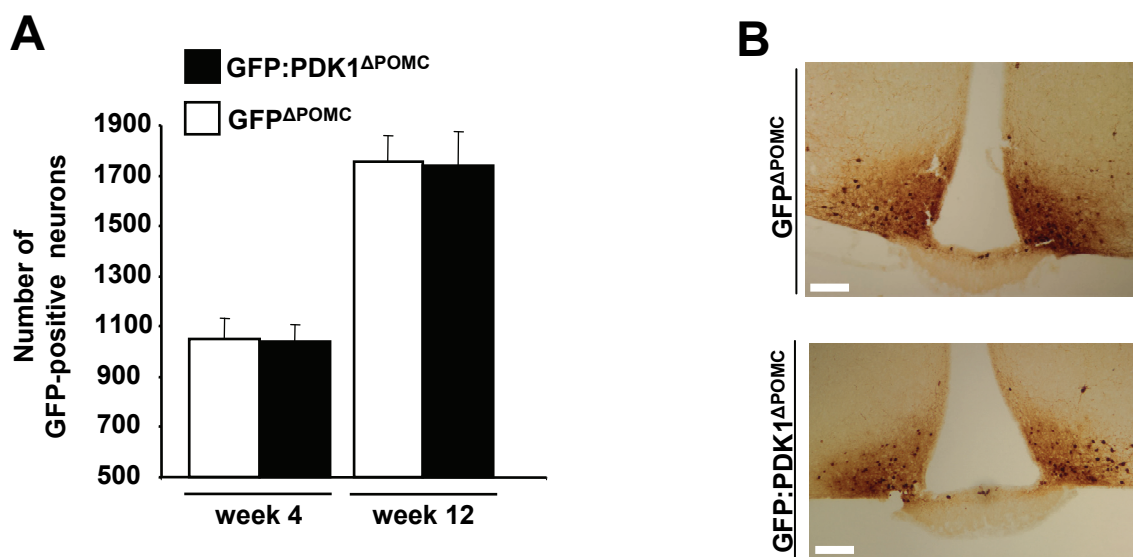 A
GFP:PDK1ΔPOMC
GFPΔPOMC
Number of
GFP-positive neurons
1900
1700
1500
1300
1100
900
700
500
week 4
week 12
B
GFPΔPOMC
GFP:PDK1ΔPOMC